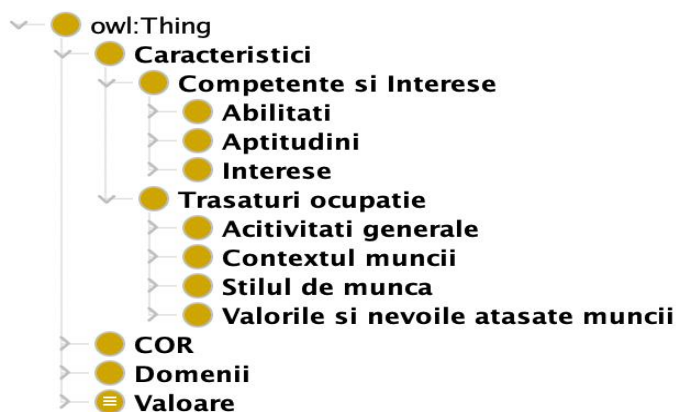 owl:Thing
Caracteristici
Competente si Interese
Abilitati
Aptitudini
Interese
Trasaturi ocupatie
Acitivitati generale
Contextul muncii
Stilul de munca
Valorile si nevoile atasate muncii
COR
Domenii
Valoare